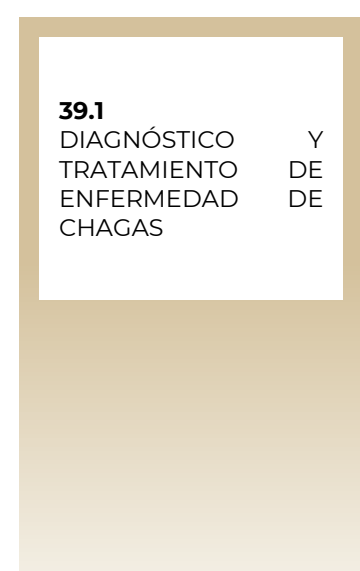 39.1
DIAGNÓSTICO Y
TRATAMIENTO DE
ENFERMEDAD DE
CHAGAS